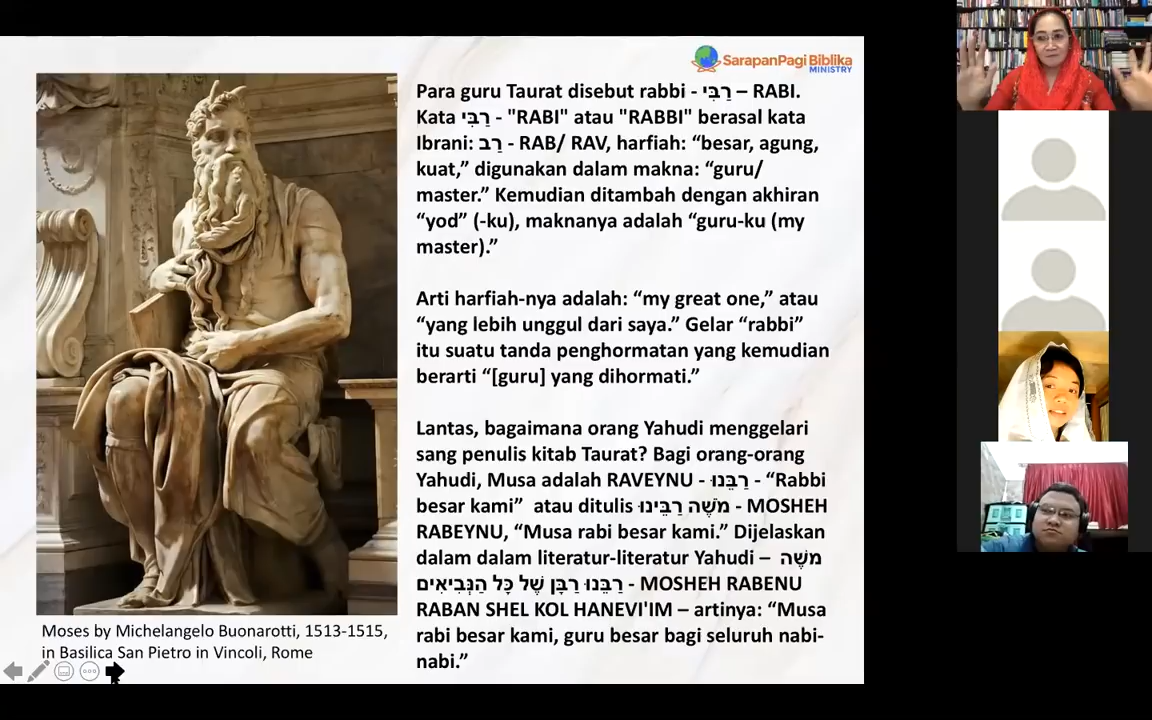 SarapanPagi Biblika
MINISTRY
Para guru Taurat disebut rabbi - רַבִּי – RABI.
Kata רַבִּי - "RABI" atau "RABBI" berasal kata
Ibrani: רַב - RAB/ RAV, harfiah: “besar, agung,
kuat,” digunakan dalam makna: “guru/
master.” Kemudian ditambah dengan akhiran
“yod” (-ku), maknanya adalah “guru-ku (my
master).”
Arti harfiah-nya adalah: “my great one,” atau
“yang lebih unggul dari saya.” Gelar “rabbi”
itu suatu tanda penghormatan yang kemudian
berarti “[guru] yang dihormati.”
Lantas, bagaimana orang Yahudi menggelari
sang penulis kitab Taurat? Bagi orang-orang
Yahudi, Musa adalah RAVEYNU - רַבֵּנוּ - “Rabbi
besar kami” atau ditulis מֹשֶׁה רַבֵּינוּ - MOSHEH
RABEYNU, “Musa rabi besar kami.” Dijelaskan
dalam dalam literatur-literatur Yahudi – משֶׁה
רַבֵּנוּ רַבָּן שֶׁל כָּל הַנְּבִיאִים - MOSHEH RABENU
RABAN SHEL KOL HANEVI'IM – artinya: “Musa
rabi besar kami, guru besar bagi seluruh nabi-
nabi.”
Moses by Michelangelo Buonarotti, 1513-1515,
in Basilica San Pietro in Vincoli, Rome